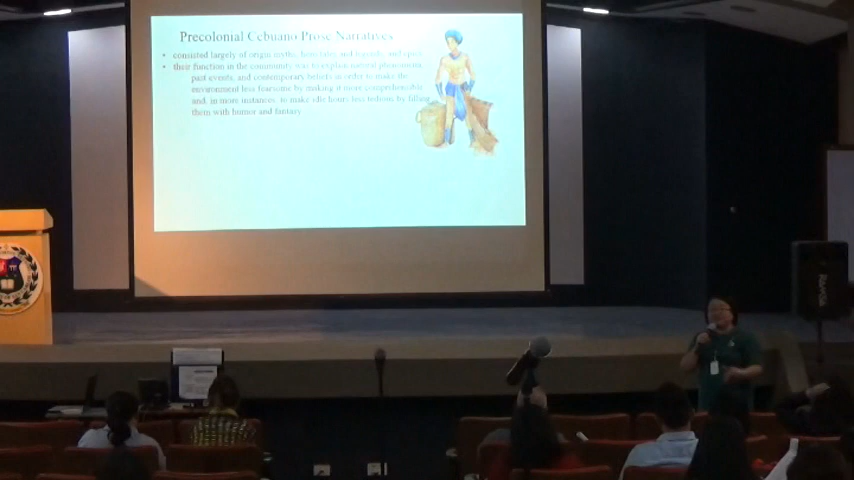 Precolonial Cebuano Prose Narratives
• consisted largely of origin myths, hero tales, and legends, and
• their function in the community was to explain natural phenomena,
past events, and contemporary beliefs in order to make the
environment less fearsome by making it more comprehensible
and, in more instances, to make idle hours less tedious by filling
them with humor and fantasy